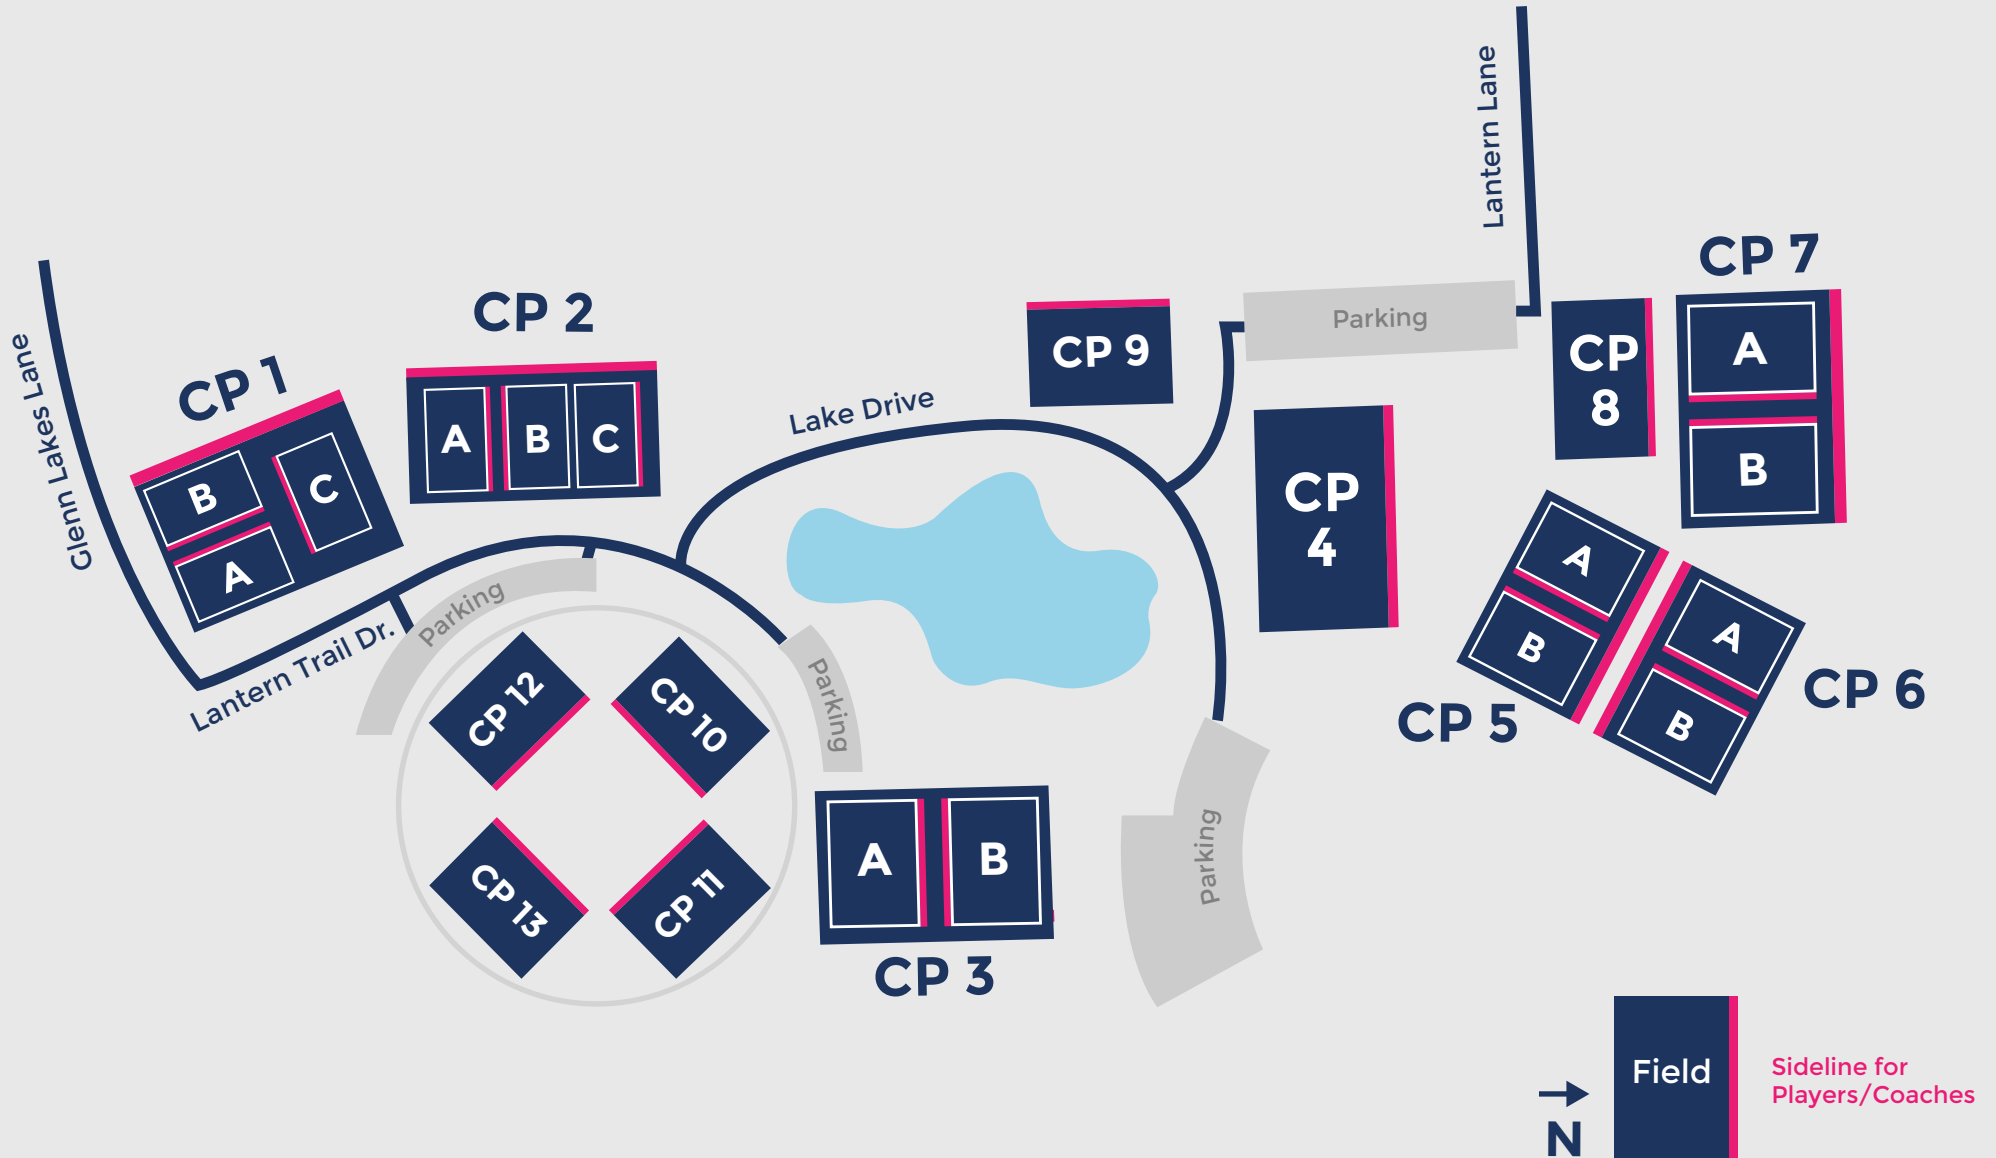 Lantern Lane
CP 7
A
B
CP
8
Parking
CP 9
CP 2
A
B
C
CP 1
B
C
A
Glenn Lakes Lane
Lake Drive
CP
4
A
B
CP 5
A
B
CP 6
Lantern Trail Dr.
Parking
Parking
CP 12
CP 10
CP 13
CP 11
A
B
CP 3
Parking
Field
Sideline for
Players/Coaches
N